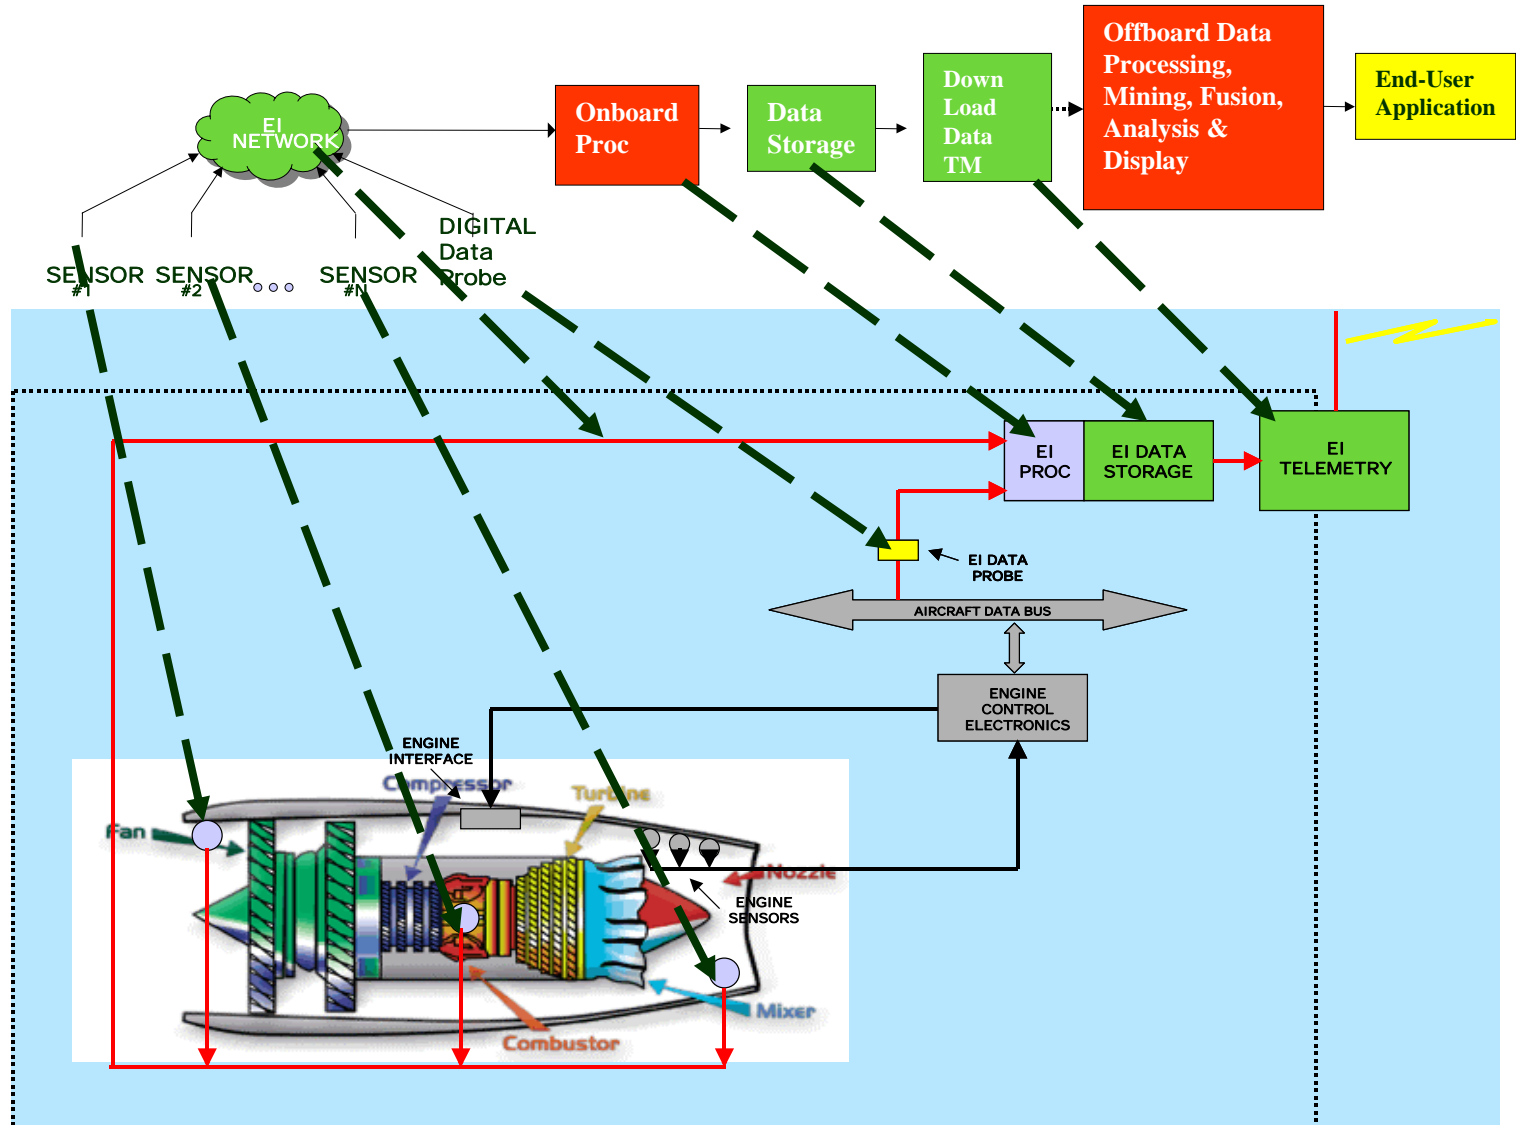 Offboard Data
Processing,
Mining, Fusion,
Analysis &
Display
Down
Load
Data
TM
End-User
Application
Onboard
Proc
Data
Storage
EI
NETWORK
DIGITAL
Data
Probe
SENSOR
#1
SENSOR
#2
SENSOR
#N
EI
PROC
EI DATA
STORAGE
EI
TELEMETRY
EI DATA
PROBE
AIRCRAFT DATA BUS
ENGINE
CONTROL
ELECTRONICS
ENGINE
INTERFACE
Compressor
Turbine
Fan
Nozzle
ENGINE
SENSORS
Mixer
Combustor